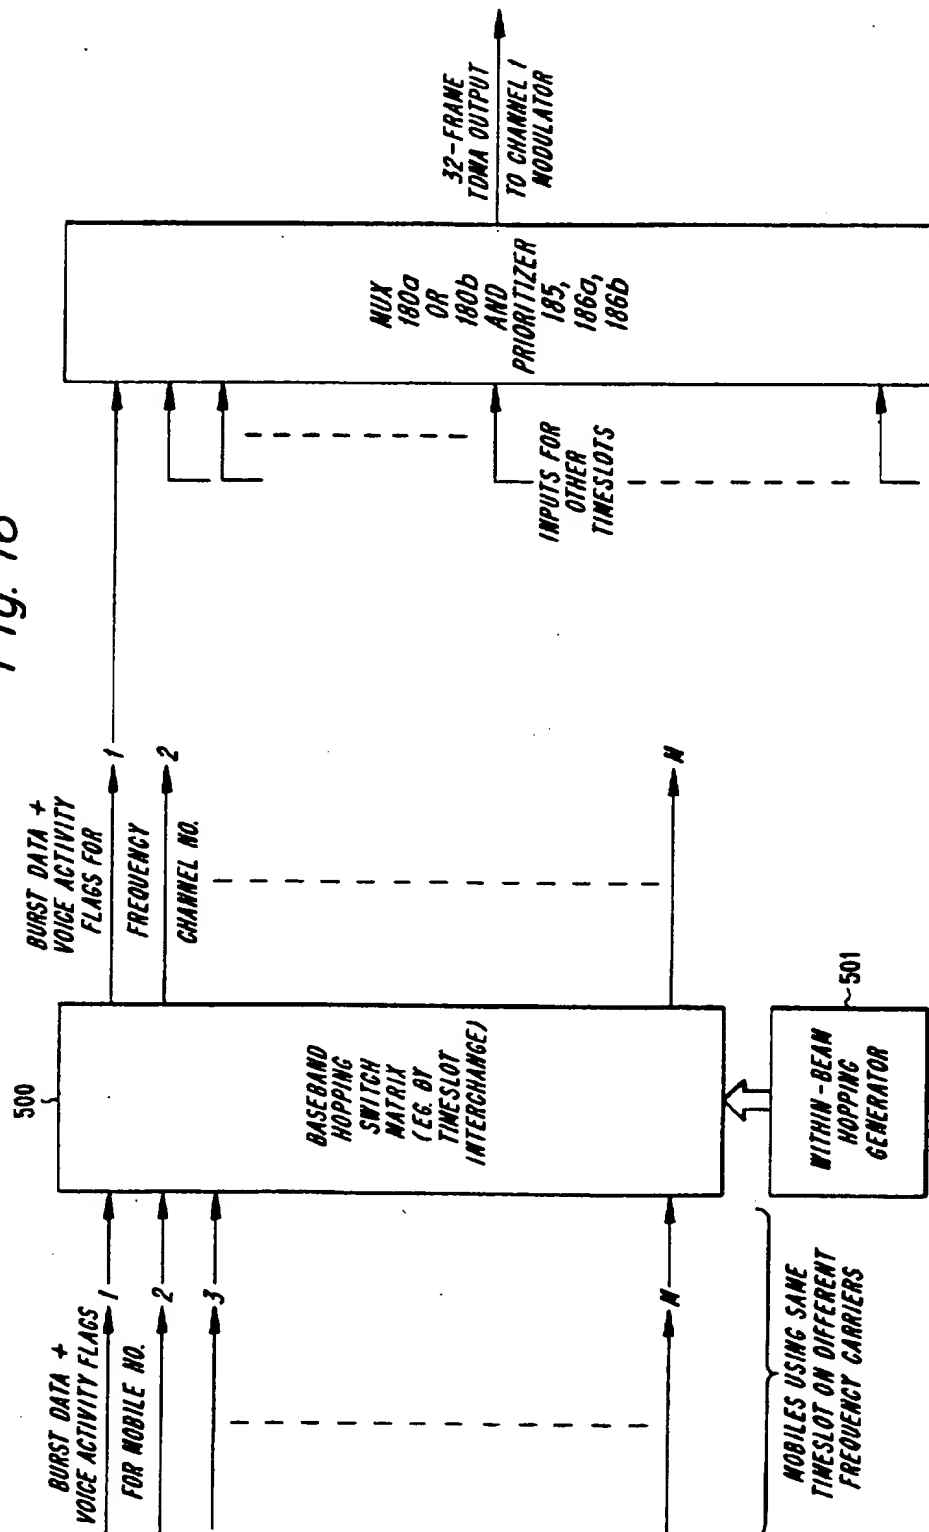 Fig. 18
BURST DATA +
VOICE ACTIVITY FLAGS
FOR MOBILE NO.
1
2
3
N
MOBILES USING SAME
TIMESLOT ON DIFFERENT
FREQUENCY CARRIERS
500
BASEBAND
HOPPING
SWITCH
MATRIX
(EG. BY
TIMESLOT
INTERCHANGE)
WITHIN-BEAM
HOPPING
GENERATOR
501
BURST DATA +
VOICE ACTIVITY
FLAGS FOR
FREQUENCY
CHANNEL NO.
1
2
N
INPUTS FOR
OTHER
TIMESLOTS
MUX
180a
OR
180b
AND
PRIORITIZER
185,
186a,
186b
32-FRAME
TDMA OUTPUT
TO CHANNEL 1
MODULATOR